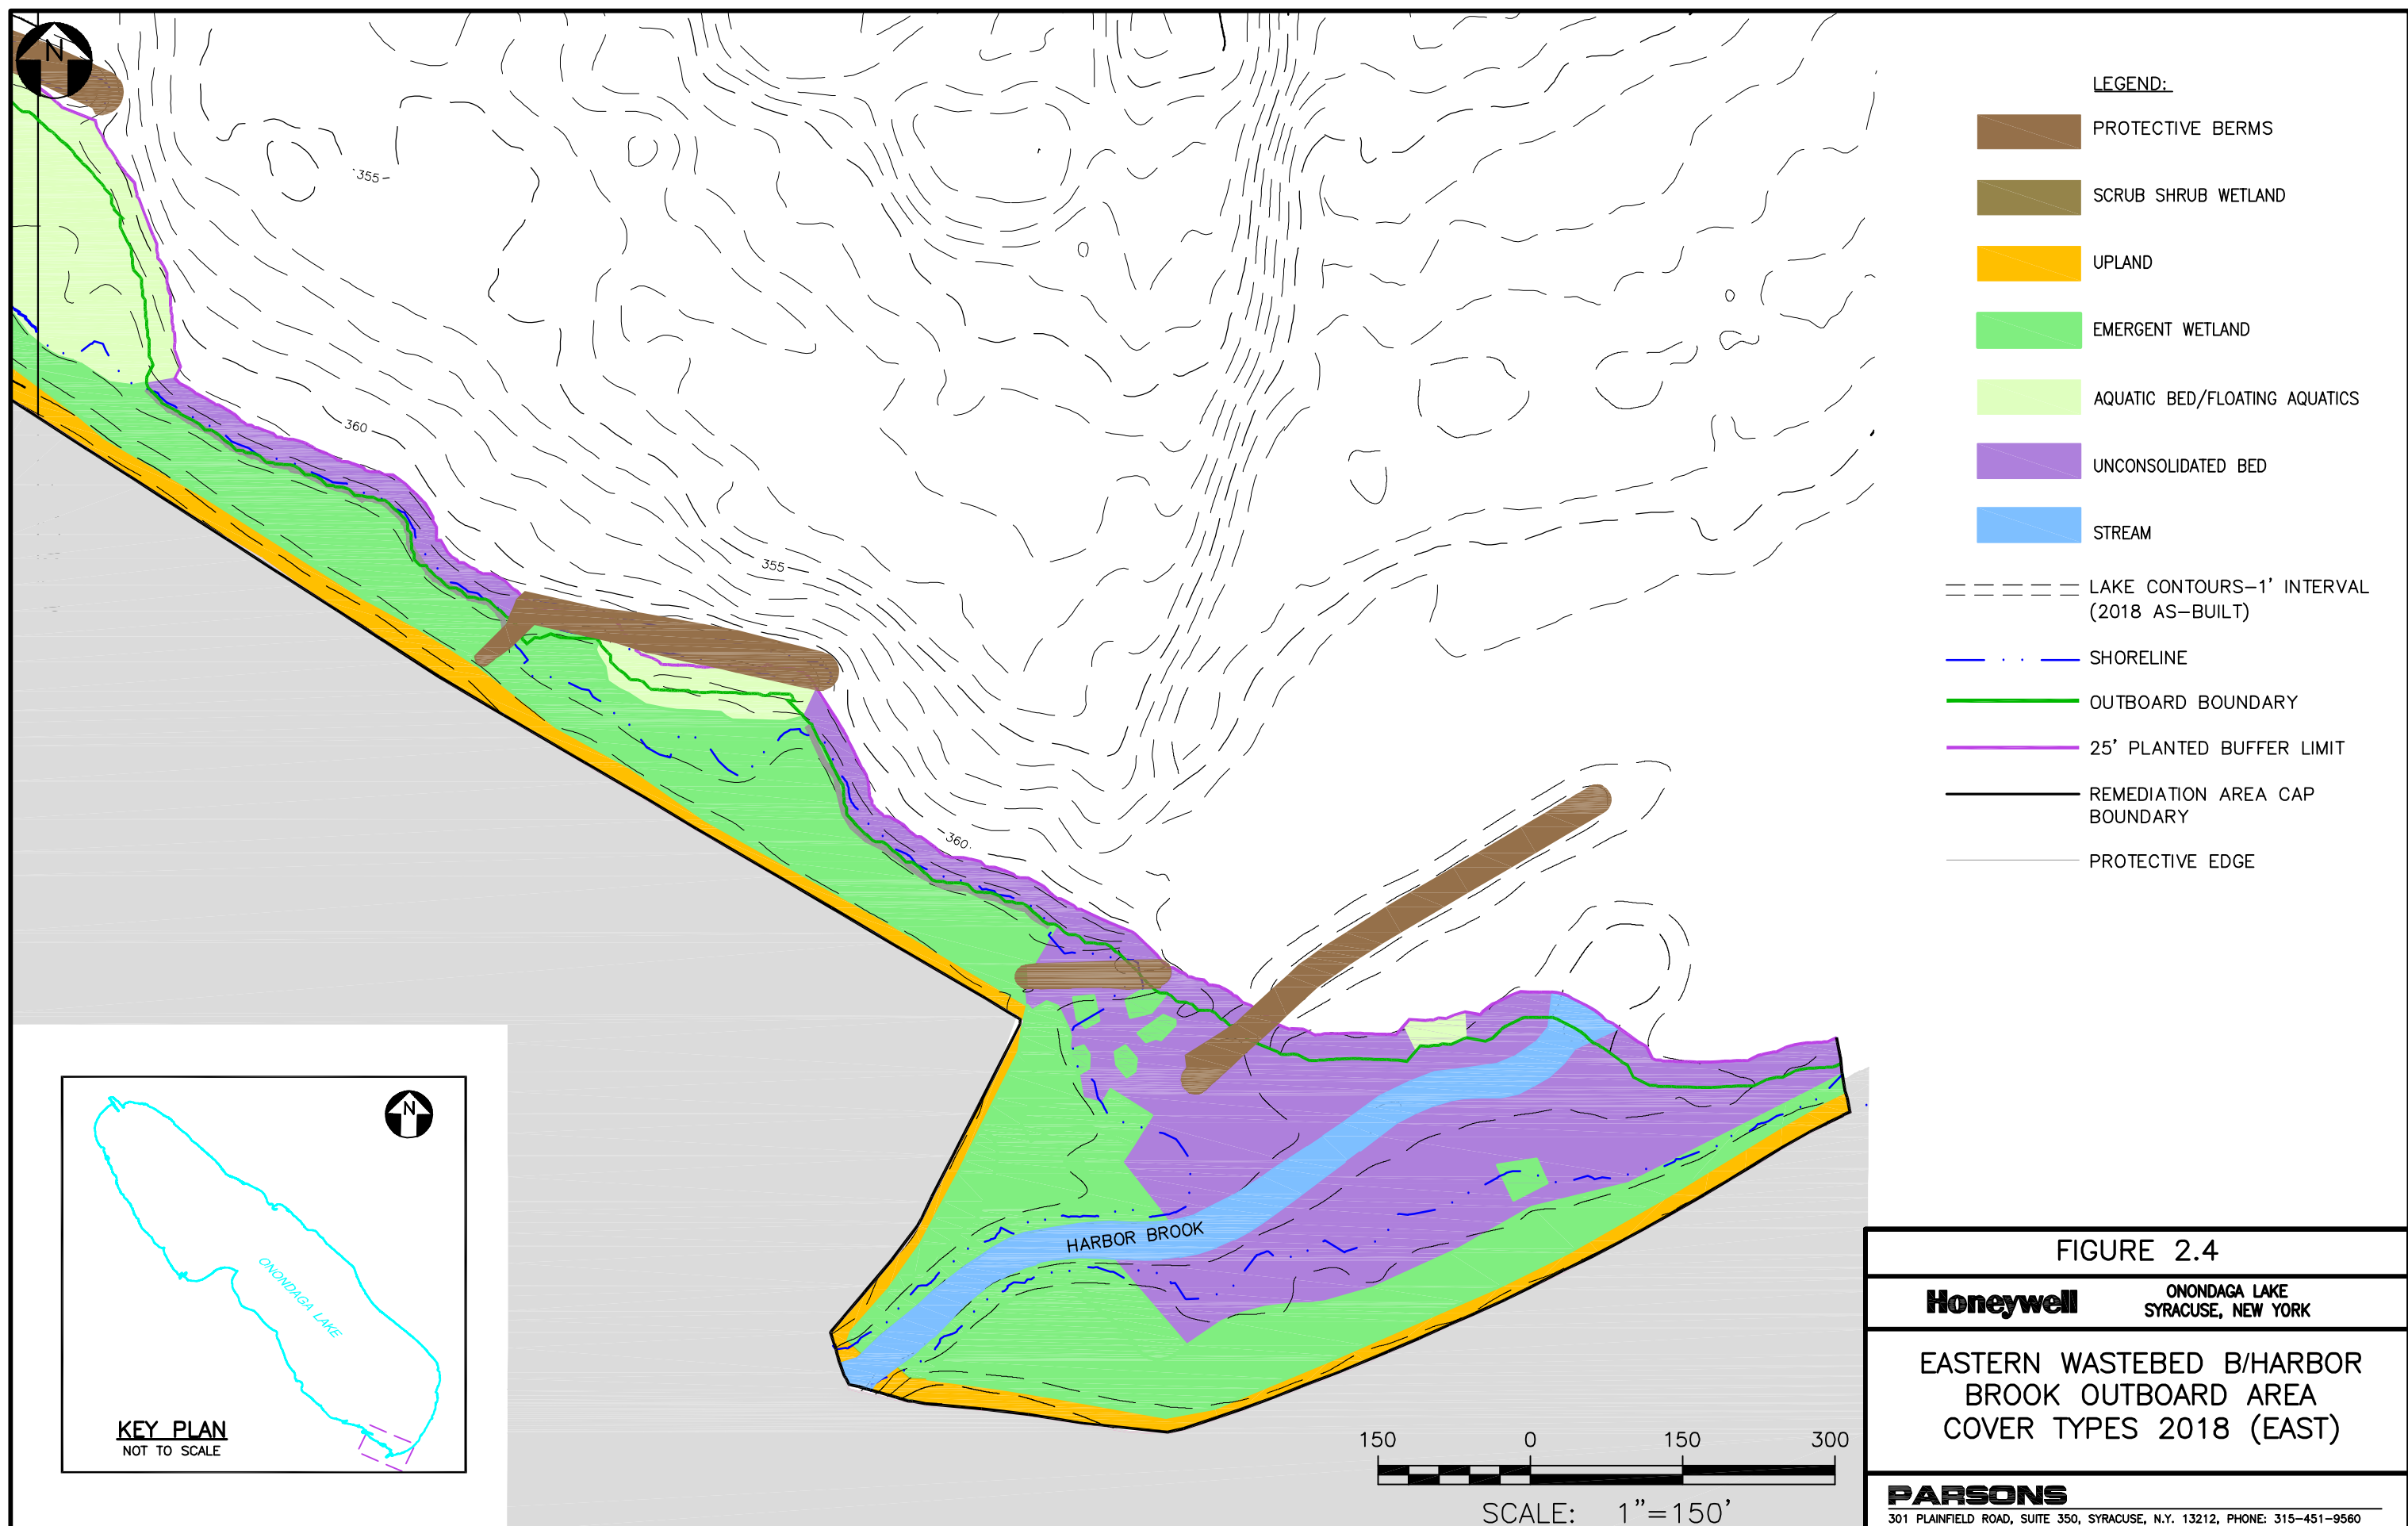 N
355
360
355
360
HARBOR BROOK
LEGEND:
PROTECTIVE BERMS
SCRUB SHRUB WETLAND
UPLAND
EMERGENT WETLAND
AQUATIC BED/FLOATING AQUATICS
UNCONSOLIDATED BED
STREAM
LAKE CONTOURS-1' INTERVAL
(2018 AS-BUILT)
SHORELINE
OUTBOARD BOUNDARY
25' PLANTED BUFFER LIMIT
REMEDIATION AREA CAP
BOUNDARY
PROTECTIVE EDGE
N
ONONDAGA LAKE
KEY PLAN
NOT TO SCALE
150 0 150 300
SCALE: 1"=150'
FIGURE 2.4
Honeywell
ONONDAGA LAKE
SYRACUSE, NEW YORK
EASTERN WASTEBED B/HARBOR
BROOK OUTBOARD AREA
COVER TYPES 2018 (EAST)
PARSONS
301 PLAINFIELD ROAD, SUITE 350, SYRACUSE, N.Y. 13212, PHONE: 315-451-9560